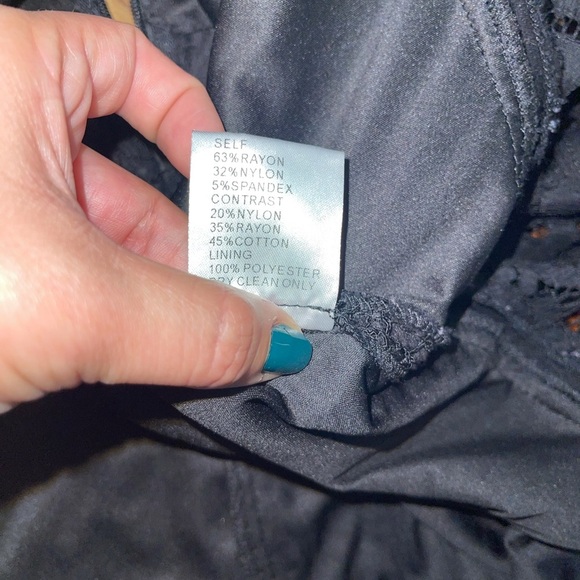 SELF
63%RAYON
32%NYLON
5%SPANDEX
CONTRAST
20%NYLON
35%RAYON
45%COTTON
LINING
100% POLYESTER
DRY CLEAN ONLY